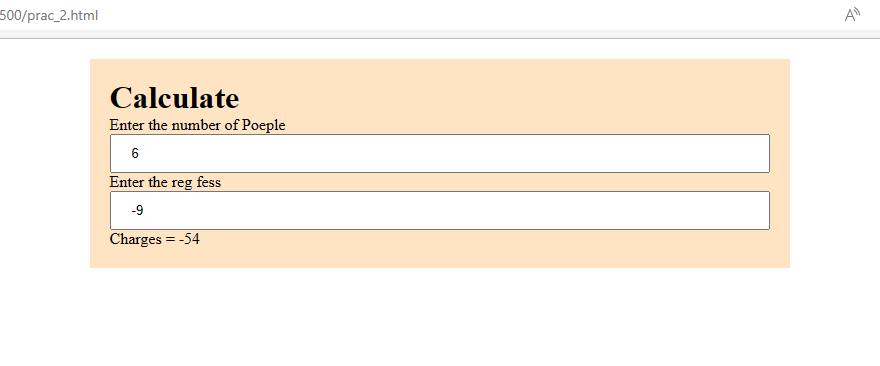 500/prac_2.html
Calculate
Enter the number of Poeple
6
Enter the reg fess
-9
Charges = -54